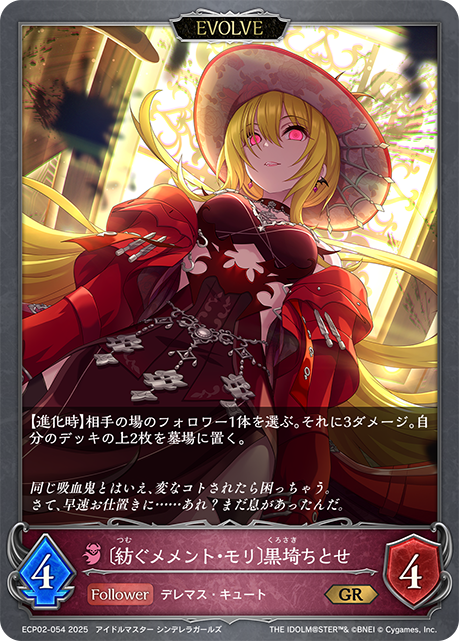 EVOLVE
【進化時】相手の場のフォロワー1体を選ぶ。それに3ダメージ。自
分のデッキの上2枚を墓場に置く。
同じ吸血鬼とはいえ、変なコトされたら困っちゃう。
さて、早速お仕置きに……あれ？まだ息があったんだ。
つむ くろさき
〔紡ぐメメント・モリ〕黒埼ちとせ
4
4
Follower デレマス・キュート GR
ECP02-054 2025 アイドルマスター シンデレラガールズ THE IDOLM@STER™& ©BNEI © Cygames, Inc.